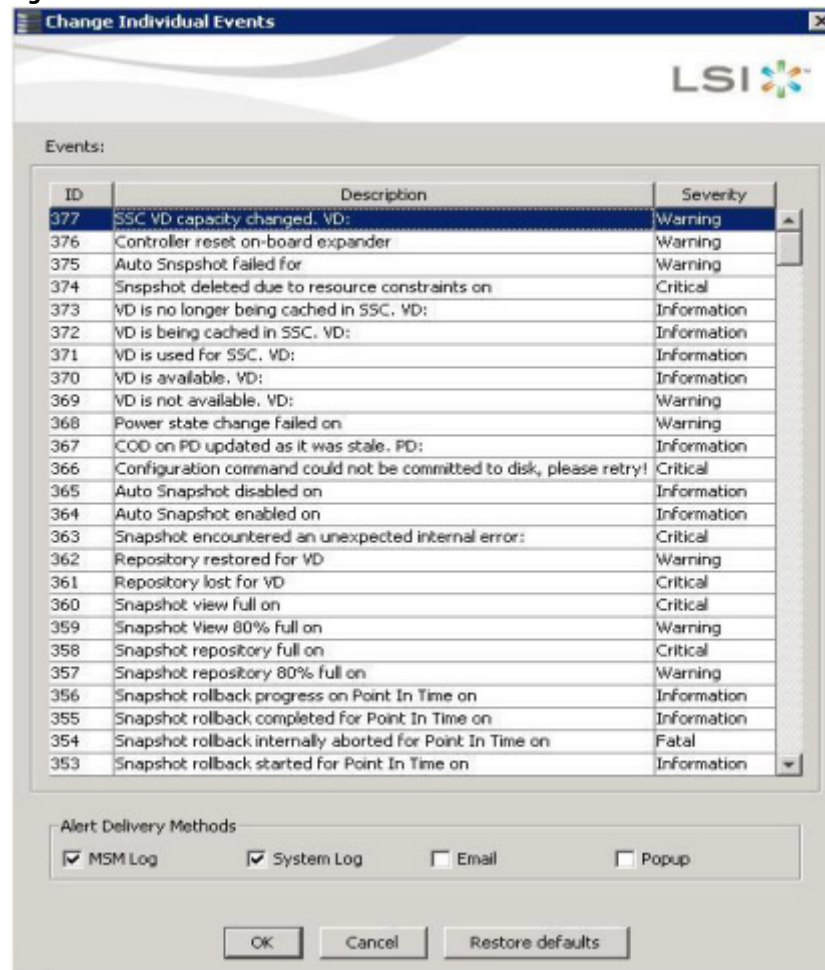 Change Individual Events
LSI
Events:
ID Description Severity
377 SSC VD capacity changed. VD: Warning
376 Controller reset on-board expander Warning
375 Auto Snspshot failed for Warning
374 Snspshot deleted due to resource constraints on Critical
373 VD is no longer being cached in SSC. VD: Information
372 VD is being cached in SSC. VD: Information
371 VD is used for SSC. VD: Information
370 VD is available. VD: Information
369 VD is not available. VD: Warning
368 Power state change failed on Warning
367 COD on PD updated as it was stale. PD: Information
366 Configuration command could not be committed to disk, please retry! Critical
365 Auto Snapshot disabled on Information
364 Auto Snapshot enabled on Information
363 Snapshot encountered an unexpected internal error: Critical
362 Repository restored for VD Warning
361 Repository lost for VD Critical
360 Snapshot view full on Critical
359 Snapshot View 80% full on Warning
358 Snapshot repository full on Critical
357 Snapshot repository 80% full on Warning
356 Snapshot rollback progress on Point In Time on Information
355 Snapshot rollback completed for Point In Time on Information
354 Snapshot rollback internally aborted for Point In Time on Fatal
353 Snapshot rollback started for Point In Time on Information
Alert Delivery Methods
MSM Log System Log Email Popup
OK Cancel Restore defaults